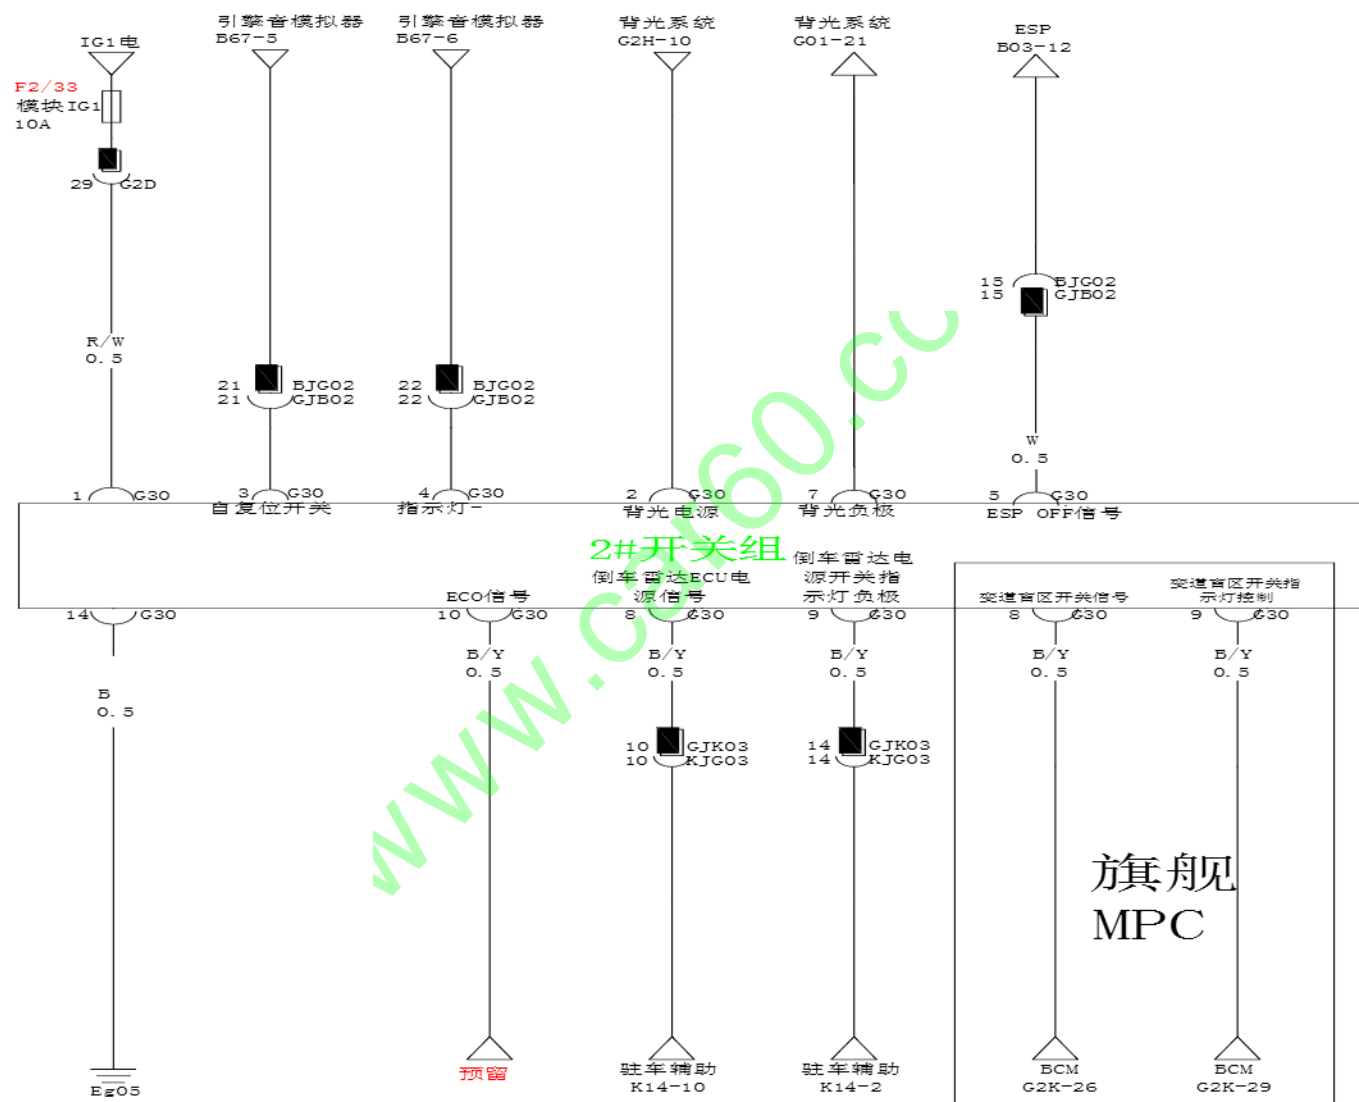 引擎音模拟器
B67-5
引擎音模拟器
B67-6
背光系统
G2H-10
背光系统
G01-21
ESP
B03-12
IG1电
F2/33
模块IG1
10A
29 G2D
15 BJG02
15 GJB02
R/W
0.5
21 BJG02
21 GJB02
22 BJG02
22 GJB02
W
0.5
1 G30
3 G30
自复位开关
4 G30
指示灯-
2 G30
背光电源
7 G30
背光负极
5 G30
ESP OFF信号
2#开关组
14 G30
ECO信号
10 G30
倒车雷达ECU电
源信号
8 G30
倒车雷达电
源开关指
示灯负极
9 G30
变道盲区开关信号
8 G30
变道盲区开关指
示灯控制
9 G30
B
0.5
B/Y
0.5
B/Y
0.5
B/Y
0.5
B/Y
0.5
B/Y
0.5
10 GJK03
10 KJG03
14 GJK03
14 KJG03
旗舰
MPC
Eg05
预留
驻车辅助
K14-10
驻车辅助
K14-2
BCM
G2K-26
BCM
G2K-29
www.car60.co